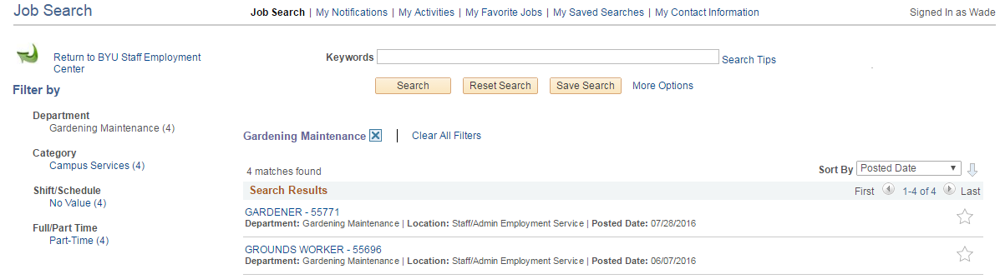 Job Search
Job Search | My Notifications | My Activities | My Favorite Jobs | My Saved Searches | My Contact Information
Signed In as Wade
Return to BYU Staff Employment
Center
Keywords
Search Tips
Search Reset Search Save Search More Options
Filter by
Department
Gardening Maintenance (4)
Category
Campus Services (4)
Shift/Schedule
No Value (4)
Full/Part Time
Part-Time (4)
Gardening Maintenance | Clear All Filters
4 matches found
Sort By Posted Date
Search Results
First 1-4 of 4 Last
GARDENER - 55771
Department: Gardening Maintenance | Location: Staff/Admin Employment Service | Posted Date: 07/28/2016
GROUNDS WORKER - 55696
Department: Gardening Maintenance | Location: Staff/Admin Employment Service | Posted Date: 06/07/2016